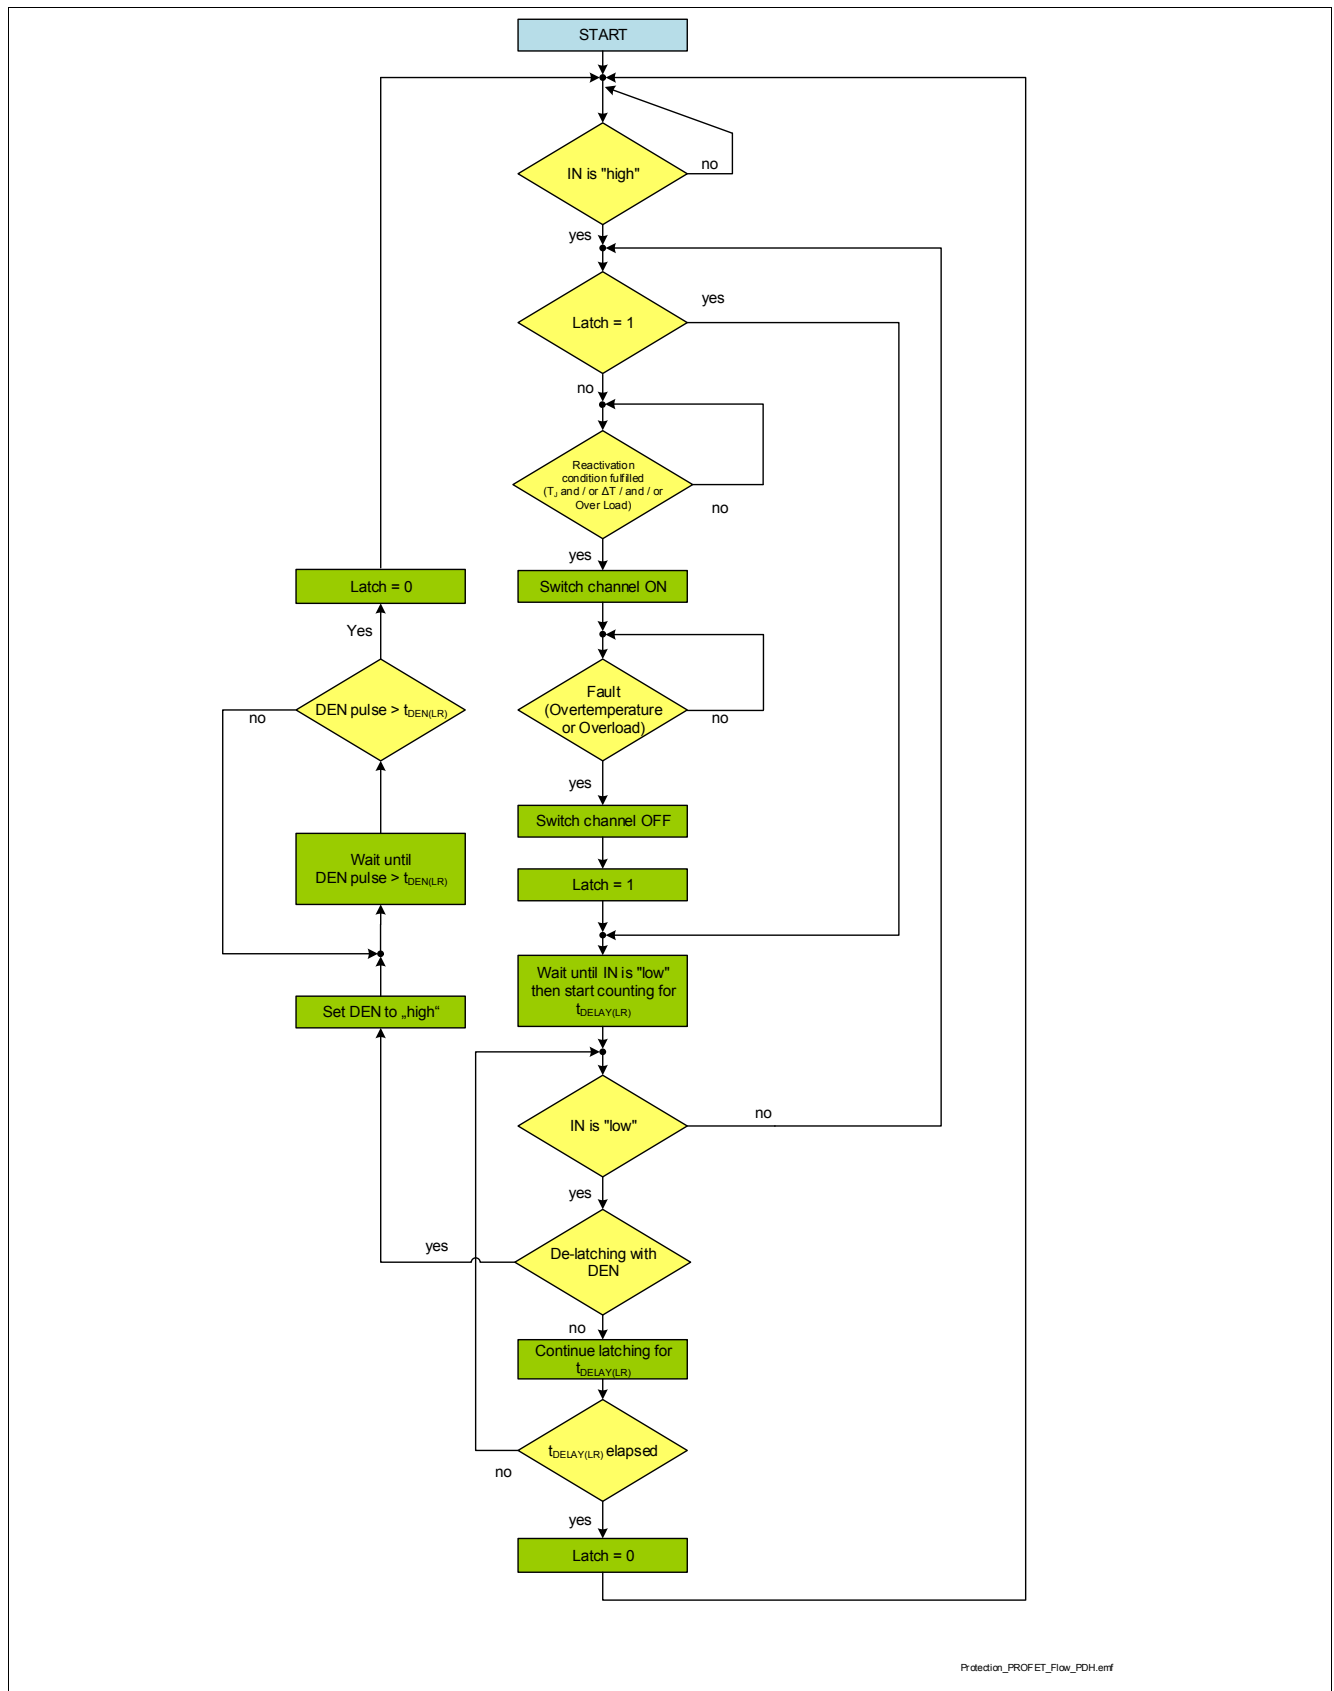 START
IN is "high"
no
yes
Latch = 1
yes
no
Reactivation
condition fulfilled
(TJ and / or ΔT / and / or
Over Load)
no
yes
Switch channel ON
Fault
(Overtemperature
or Overload)
no
yes
Switch channel OFF
Latch = 1
Wait until IN is "low"
then start counting for
tDELAY(LR)
IN is "low"
no
yes
De-latching with
DEN
yes
no
Continue latching for
tDELAY(LR)
tDELAY(LR) elapsed
no
yes
Latch = 0
Latch = 0
Yes
DEN pulse > tDEN(LR)
no
Wait until
DEN pulse > tDEN(LR)
Set DEN to „high“
Protection_PROFET_Flow_PDH.emf